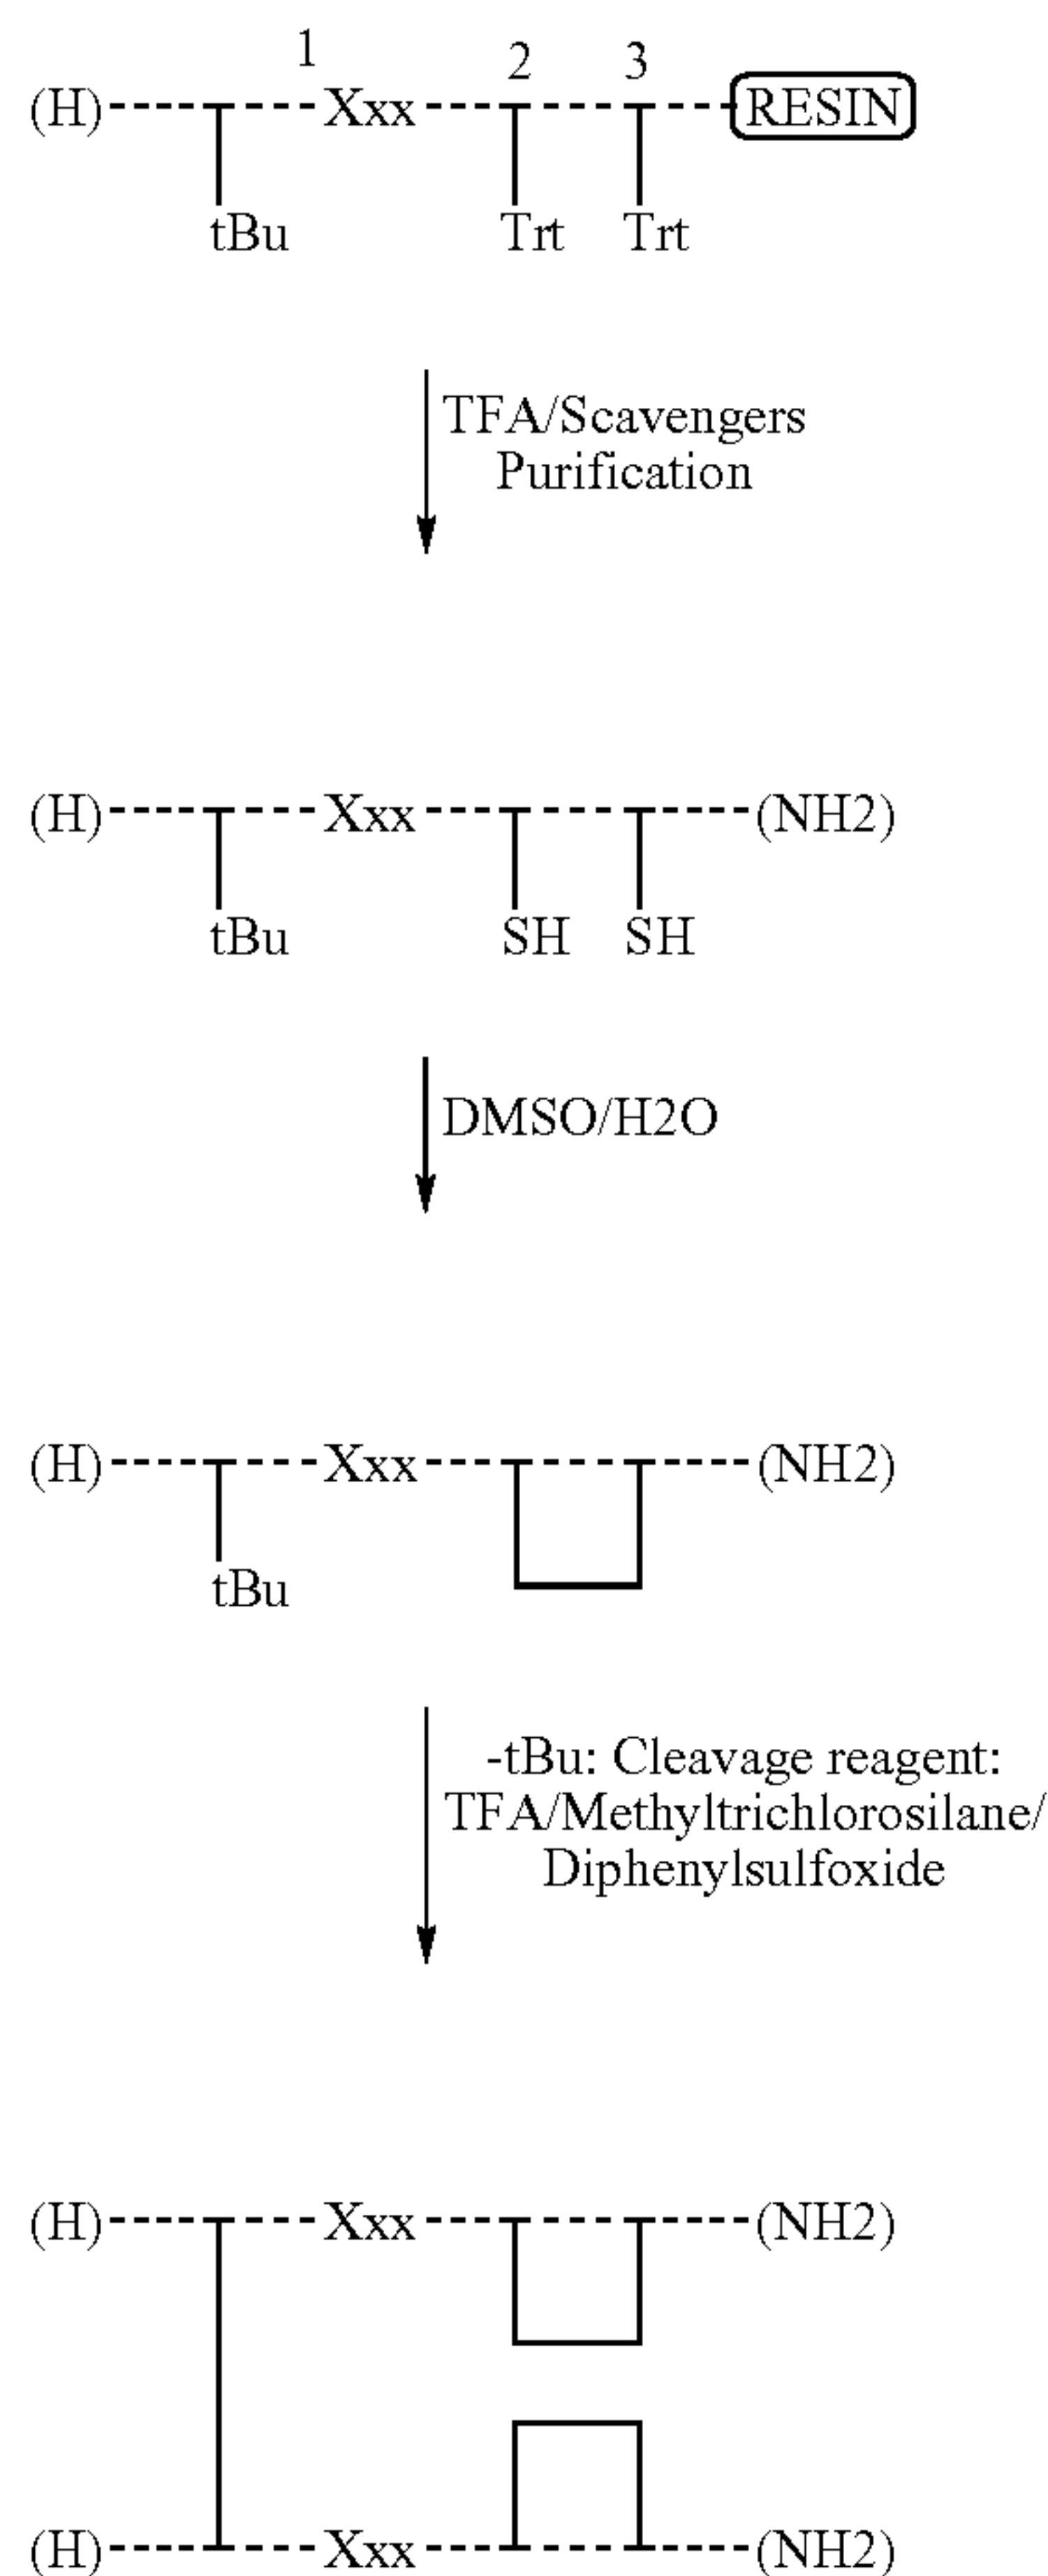 1 2 3
(H) Xxx RESIN
tBu Trt Trt
TFA/Scavengers
Purification
(H) Xxx (NH2)
tBu SH SH
DMSO/H2O
(H) Xxx (NH2)
tBu
-tBu: Cleavage reagent:
TFA/Methyltrichlorosilane/
Diphenylsulfoxide
(H) Xxx (NH2)
(H) Xxx (NH2)